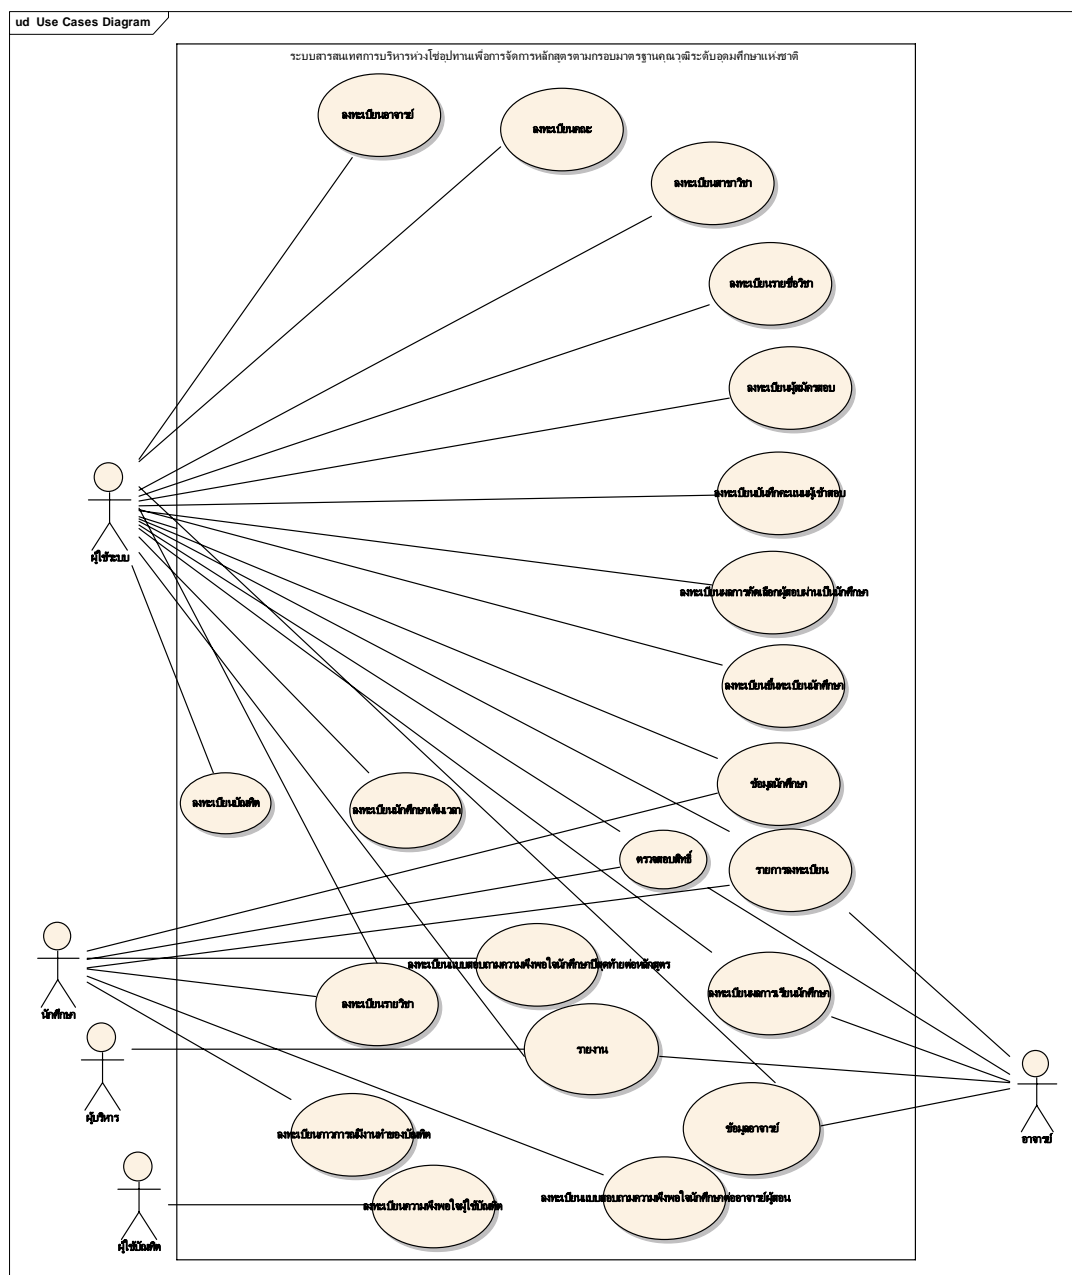 ud Use Cases Diagram
ระบบสารสนเทศการบริหารห่วงโซ่อุปทานเพื่อการจัดการหลักสูตรตามกรอบมาตรฐานคุณวุฒิระดับอุดมศึกษาแห่งชาติ
ลงทะเบียนอาจารย์
ลงทะเบียนคณะ
ลงทะเบียนสาขาวิชา
ลงทะเบียนรายชื่อวิชา
ลงทะเบียนผู้สมัครสอบ
ลงทะเบียนบันทึกคะแนนผู้เข้าสอบ
ผู้ใช้ระบบ
ลงทะเบียนผลการคัดเลือกผู้สอบผ่านเป็นนักศึกษา
ลงทะเบียนขึ้นทะเบียนนักศึกษา
ข้อมูลนักศึกษา
ลงทะเบียนบัณฑิต
ลงทะเบียนนักศึกษาเต็มเวลา
ตรวจสอบสิทธิ์
รายการลงทะเบียน
ลงทะเบียนแบบสอบถามความพึงพอใจนักศึกษาปีสุดท้ายต่อหลักสูตร
ลงทะเบียนผลการเรียนนักศึกษา
ลงทะเบียนรายวิชา
นักศึกษา
รายงาน
ผู้บริหาร
ลงทะเบียนภาวการณ์มีงานทำของบัณฑิต
ข้อมูลอาจารย์
อาจารย์
ลงทะเบียนแบบสอบถามความพึงพอใจนักศึกษาต่ออาจารย์ผู้สอน
ลงทะเบียนความพึงพอใจผู้ใช้บัณฑิต
ผู้ใช้บัณฑิต